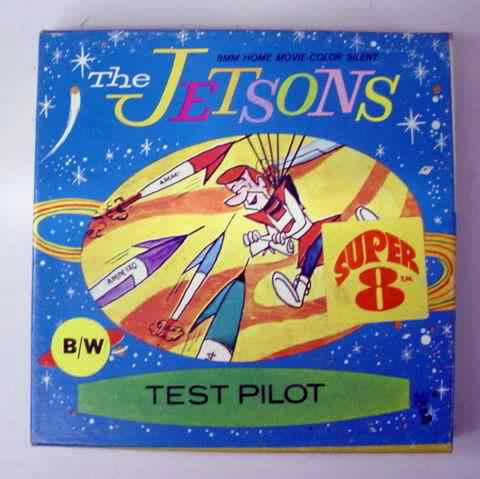 8MM HOME MOVIE-COLOR SILENT
The JETSONS
SUPER
8 T.M.
B/W
TEST PILOT